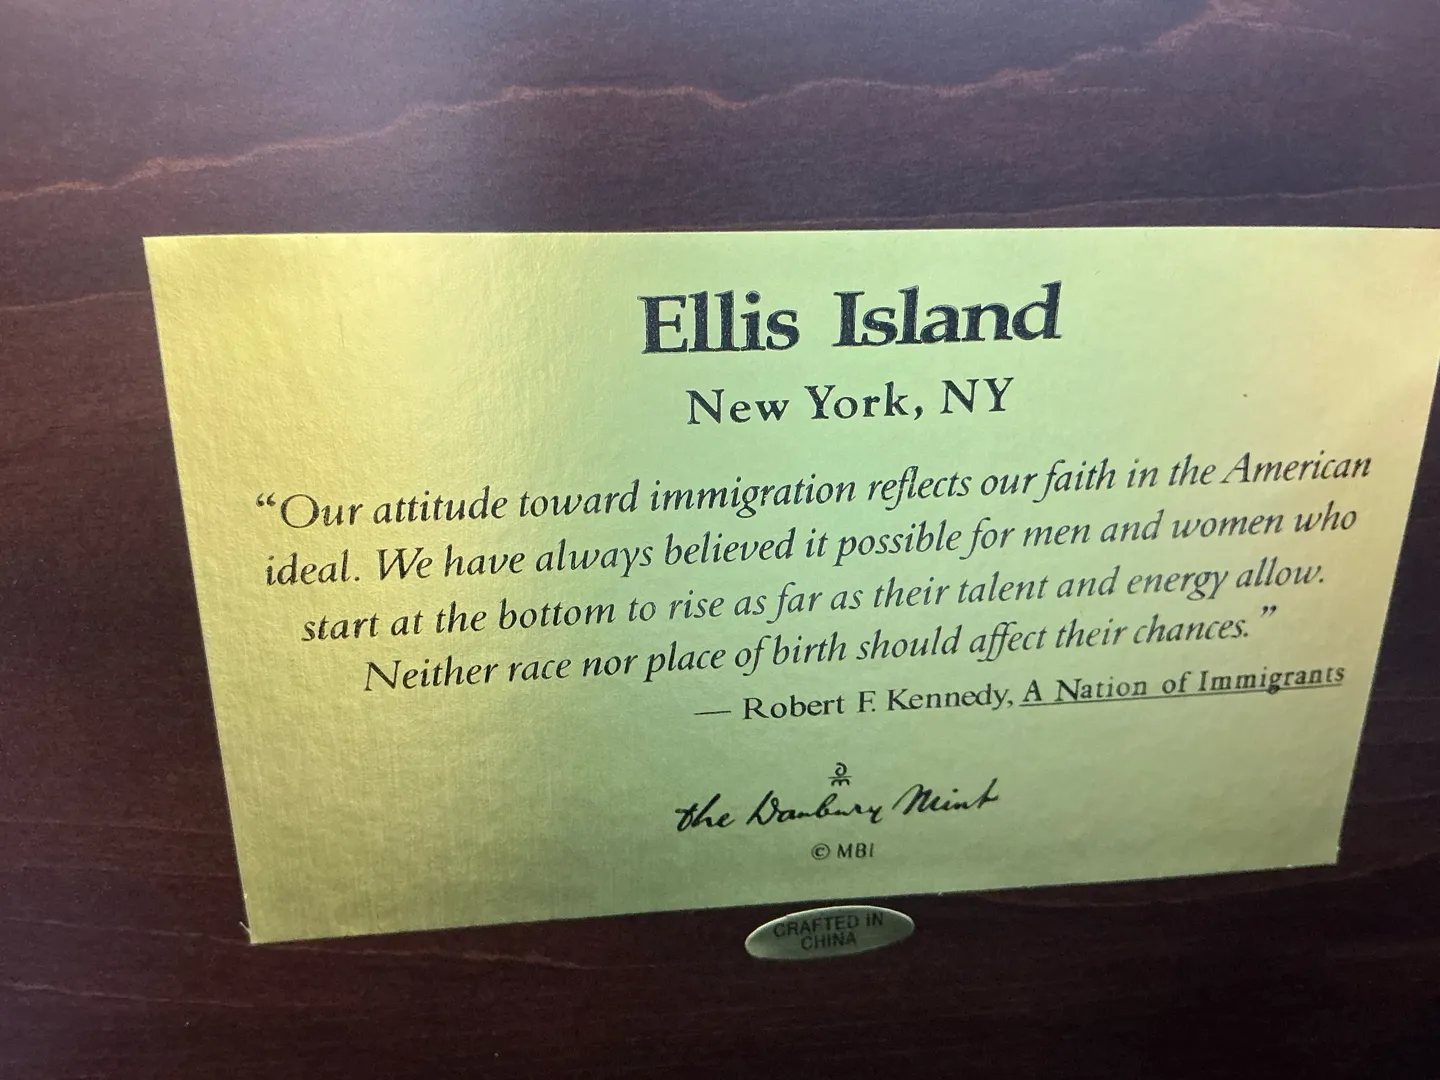 Ellis Island
New York, NY
“Our attitude toward immigration reflects our faith in the American
ideal. We have always believed it possible for men and women who
start at the bottom to rise as far as their talent and energy allow.
Neither race nor place of birth should affect their chances.”
— Robert F. Kennedy, A Nation of Immigrants
the Danbury Mint
© MBI
CRAFTED IN
CHINA